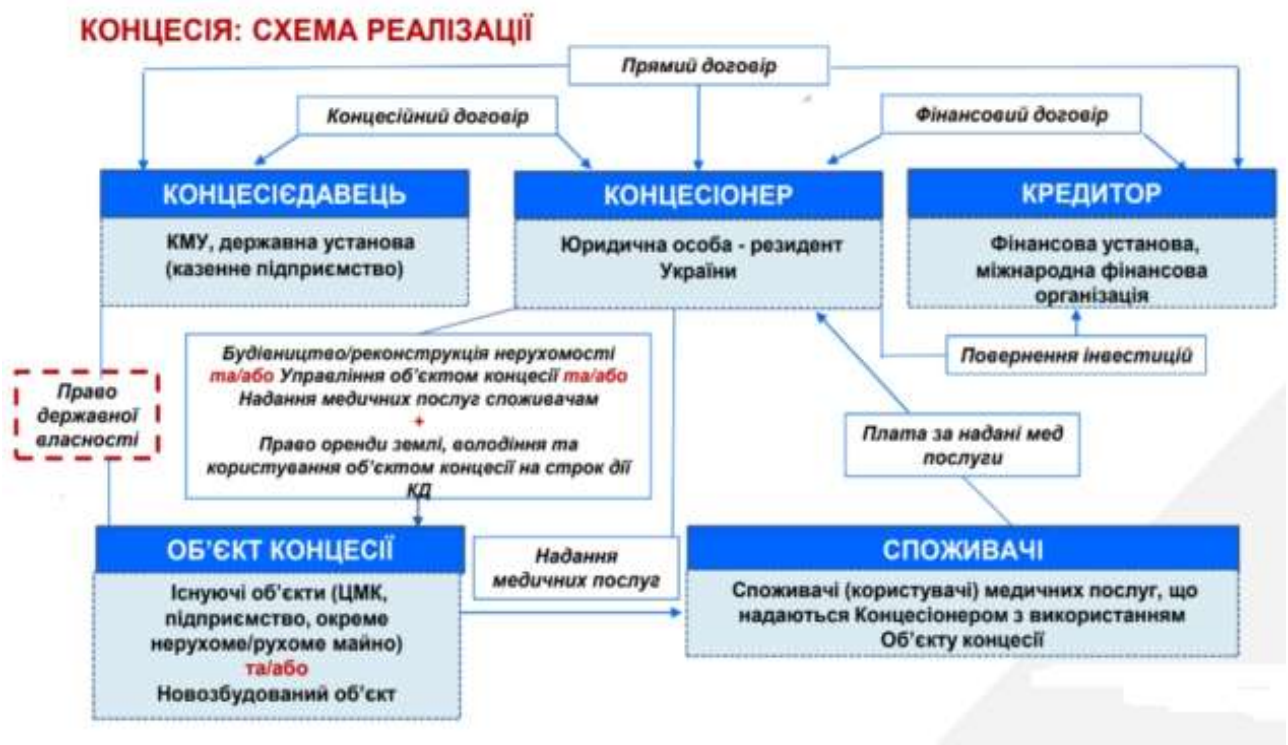 КОНЦЕСІЯ: СХЕМА РЕАЛІЗАЦІЇ
Прямий договір
Концесійний договір
Фінансовий договір
КОНЦЕСІЄДАВЕЦЬ
КМУ, державна установа
(казенне підприємство)
КОНЦЕСІОНЕР
Юридична особа - резидент
України
КРЕДИТОР
Фінансова установа,
міжнародна фінансова
організація
Право
державної
власності
Будівництво/реконструкція нерухомості
та/або Управління об’єктом концесії та/або
Надання медичних послуг споживачам
+
Право оренди землі, володіння та
користування об’єктом концесії на строк дії
КД
Повернення інвестицій
Плата за надані мед
послуги
ОБ’ЄКТ КОНЦЕСІЇ
Існуючі об’єкти (ЦМК,
підприємство, окреме
нерухоме/рухоме майно)
та/або
Новозбудований об’єкт
Надання
медичних послуг
СПОЖИВАЧІ
Споживачі (користувачі) медичних послуг, що
надаються Концесіонером з використанням
Об’єкту концесії